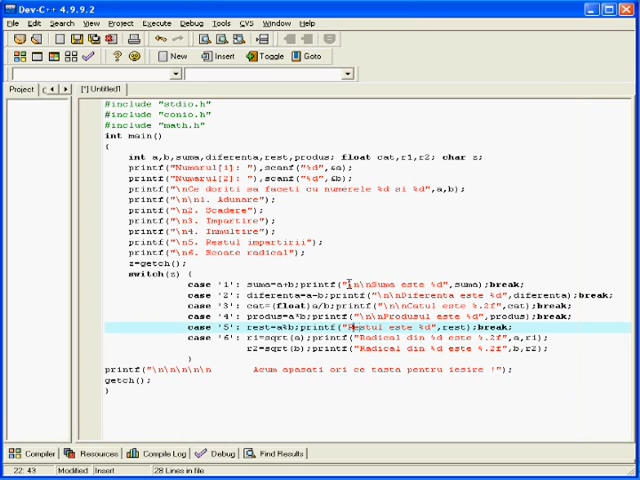 Dev-C++ 4.9.9.2
File Edit Search View Project Execute Debug Tools CVS Window Help
New Insert Toggle Goto
Project
[*] Untitled1
#include "stdio.h"
#include "conio.h"
#include "math.h"
int main()
{
int a,b,suma,diferenta,rest,produs; float cat,r1,r2; char z;
printf("Numarul[1]: "),scanf("%d",&a);
printf("Numarul[2]: "),scanf("%d",&b);
printf("\nCe doriti sa faceti cu numerele %d si %d",a,b);
printf("\n\n1. Adunare");
printf("\n2. Scadere");
printf("\n3. Impartire");
printf("\n4. Inmultire");
printf("\n5. Restul impartirii");
printf("\n6. Scoate radical");
z=getch();
switch(z) {
case '1': suma=a+b;printf("\n\nSuma este %d",suma);break;
case '2': diferenta=a-b;printf("\n\nDiferenta este %d",diferenta);break;
case '3': cat=(float)a/b;printf("\n\nCatul este %.2f",cat);break;
case '4': produs=a*b;printf("\n\nProdusul este %d",produs);break;
case '5': rest=a%b;printf("Restul este %d",rest);break;
case '6': r1=sqrt(a);printf("Radical din %d este %.2f",a,r1);
r2=sqrt(b);printf("Radical din %d este %.2f",b,r2);
}
printf("\n\n\n\n\n Acum apasati ori ce tasta pentru iesire !");
getch();
}
Compiler Resources Compile Log Debug Find Results
22: 43 Modified Insert 28 Lines in file